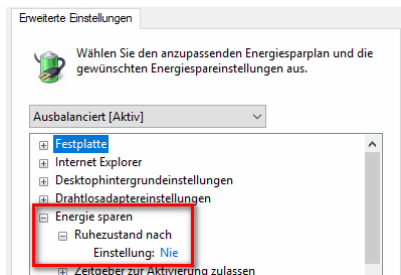 Erweiterte Einstellungen
Wählen Sie den anzupassenden Energiesparplan und die
gewünschten Energiespareinstellungen aus.
Ausbalanciert [Aktiv]
Festplatte
Internet Explorer
Desktophintergrundeinstellungen
Drahtlosadaptereinstellungen
Energie sparen
Ruhezustand nach
Einstellung: Nie
Zeitgeber zur Aktivierung zulassen